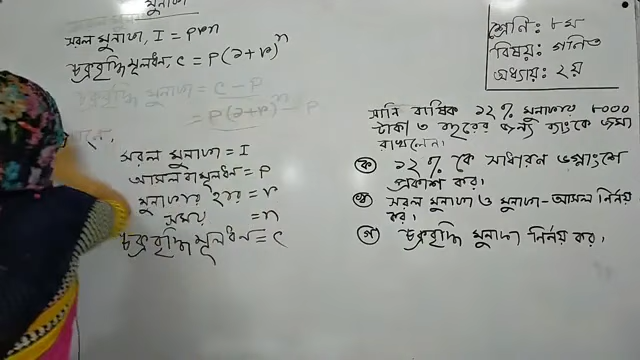 মুনাফা
সরল মুনাফা, I = Prn
চক্রবৃদ্ধি মূলধন, C = P(১+r)^n
চক্রবৃদ্ধি মুনাফা = C - P
= P(১+r)^n - P
সরল মুনাফা = I
আসল বা মূলধন = P
মুনাফার হার = r
সময় = n
চক্রবৃদ্ধি মূলধন = C
শ্রেণি: ৮ম
বিষয়: গণিত
অধ্যায়: ২য়
বার্ষিক ১২% মুনাফায় ৮০০০
টাকা ৩ বছরের জন্য ব্যাংকে জমা
রাখলেন।
ক) ১২% কে সাধারণ ভগ্নাংশে
প্রকাশ কর।
খ) সরল মুনাফা ও মুনাফা-আসল নির্ণয়
কর।
গ) চক্রবৃদ্ধি মুনাফা নির্ণয় কর।